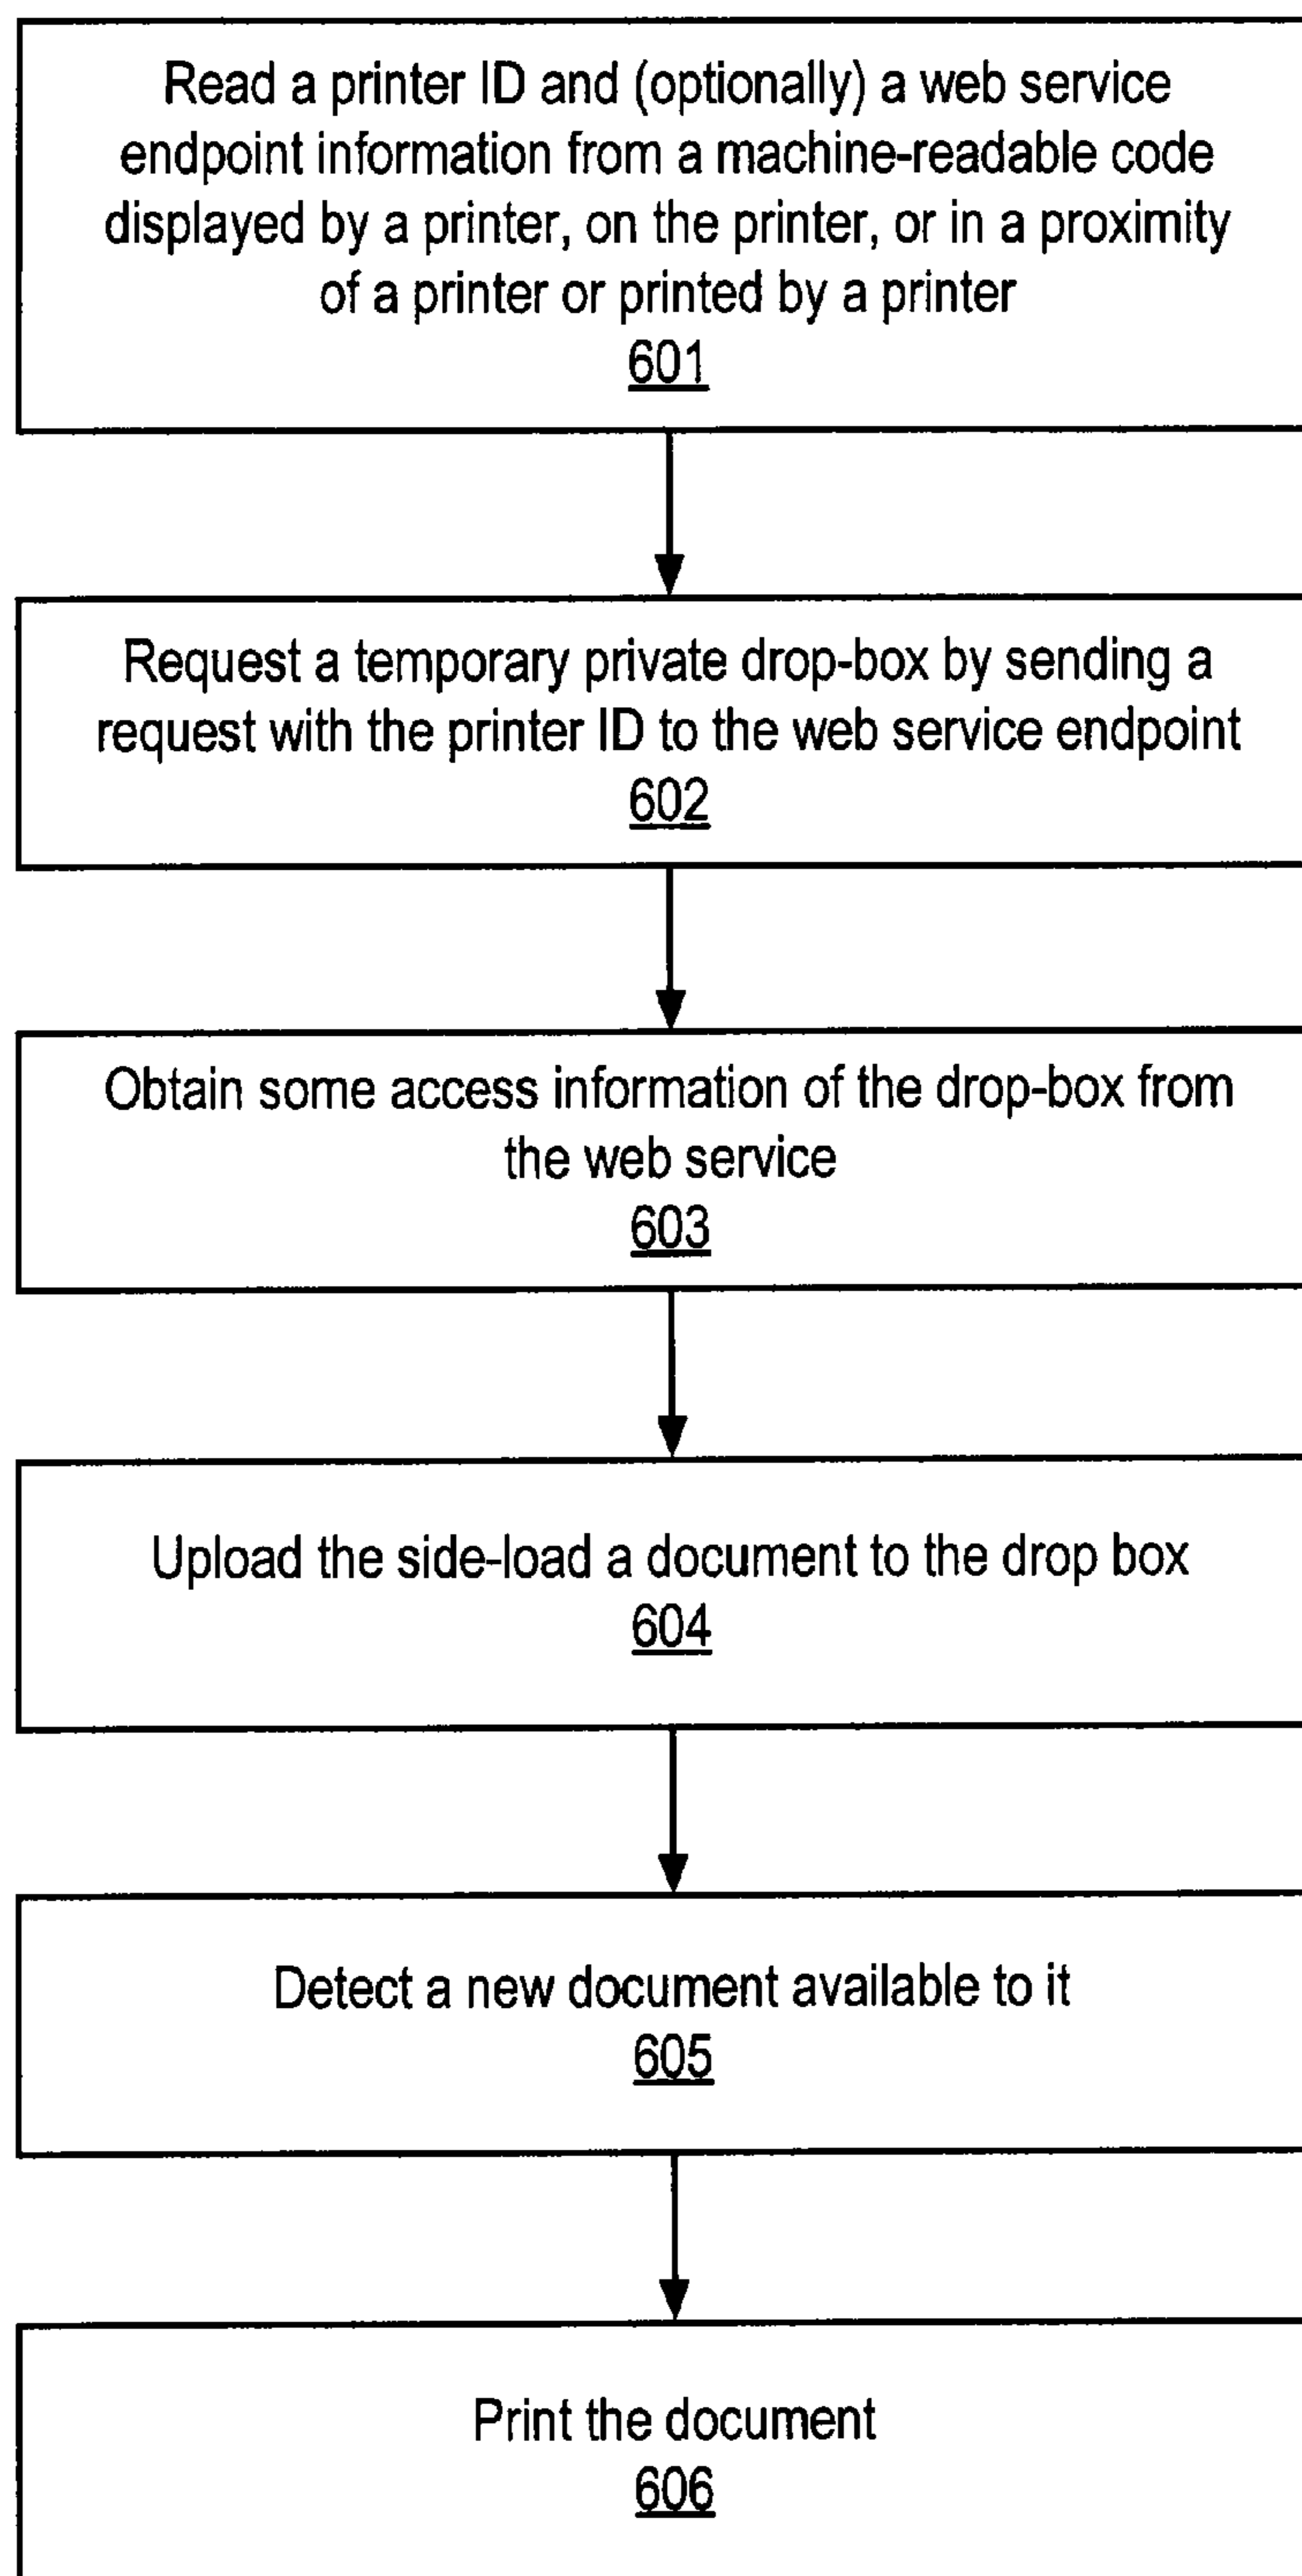 Read a printer ID and (optionally) a web service
endpoint information from a machine-readable code
displayed by a printer, on the printer, or in a proximity
of a printer or printed by a printer
601
Request a temporary private drop-box by sending a
request with the printer ID to the web service endpoint
602
Obtain some access information of the drop-box from
the web service
603
Upload the side-load a document to the drop box
604
Detect a new document available to it
605
Print the document
606